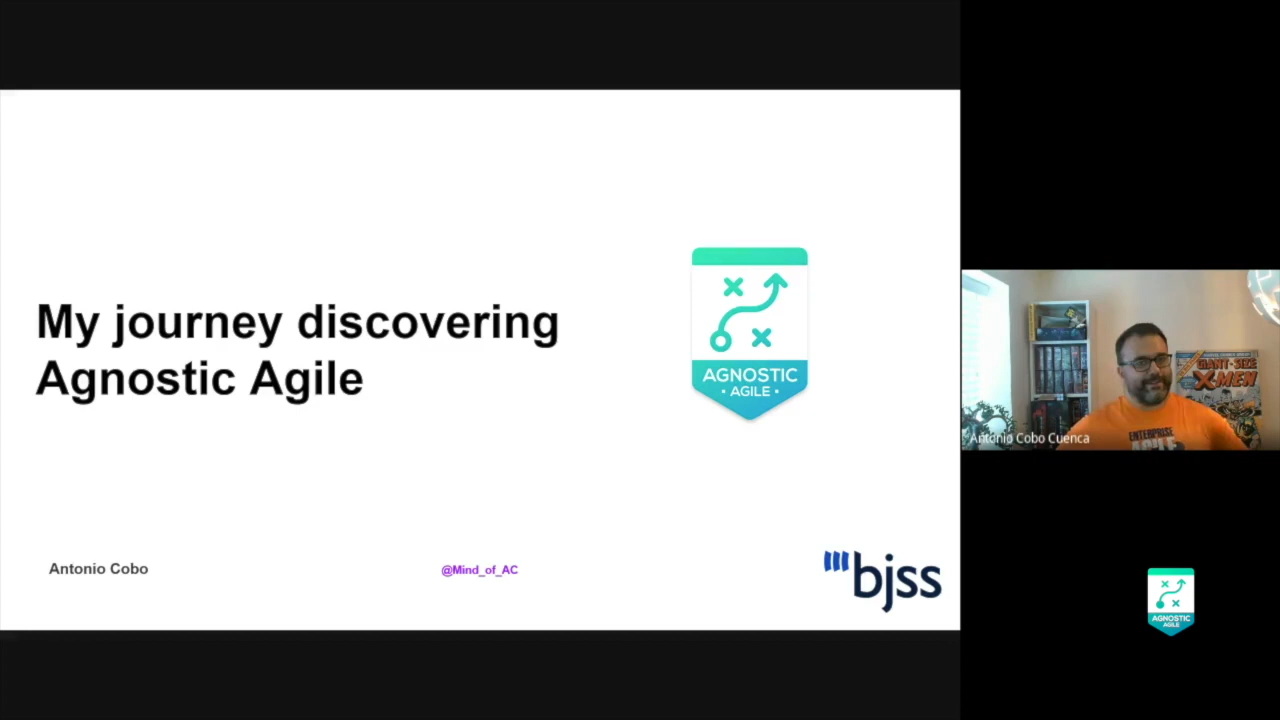 My journey discovering
Agnostic Agile
AGNOSTIC
· AGILE ·
Antonio Cobo
@Mind_of_AC
bjss
GIANT-SIZE
X-MEN
ENTERPRISE
AGILE
Antonio Cobo Cuenca
AGNOSTIC
AGILE